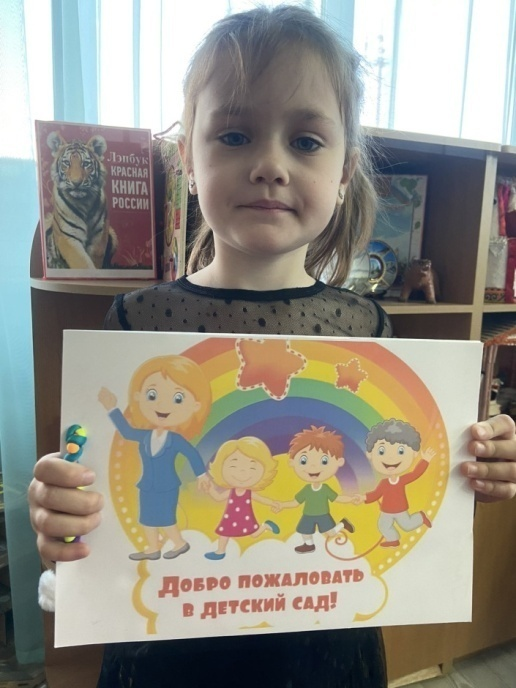 Лэпбук
КРАСНАЯ
КНИГА
РОССИИ
Добро пожаловать
в детский сад!